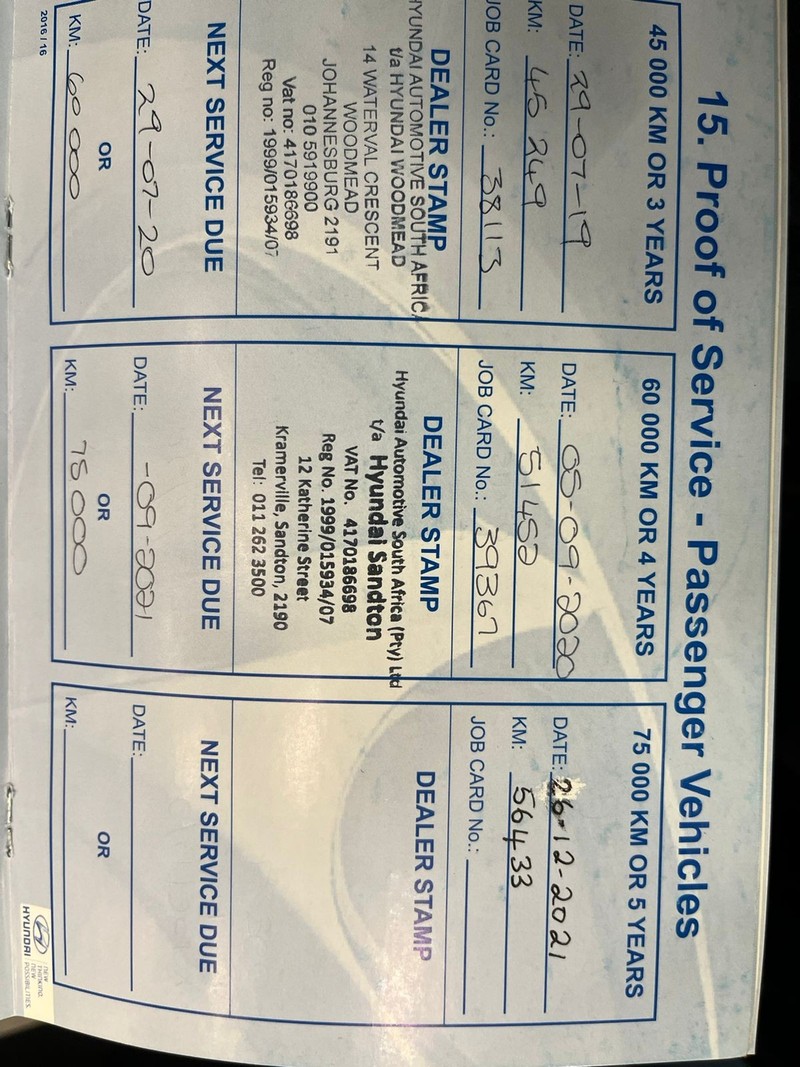 15. Proof of Service - Passenger Vehicles
45 000 KM OR 3 YEARS
DATE: 29-07-19
KM: 45 249
JOB CARD No.: 38113
DEALER STAMP
HYUNDAI AUTOMOTIVE SOUTH AFRICA
t/a HYUNDAI WOODMEAD
14 WATERVAL CRESCENT
WOODMEAD
JOHANNESBURG 2191
010 5919900
Vat no: 4170186698
Reg no: 1999/015934/07
NEXT SERVICE DUE
DATE: 29-07-20
OR
KM: 60 000
60 000 KM OR 4 YEARS
DATE: 05-09-2020
KM: 51452
JOB CARD No.: 39367
DEALER STAMP
Hyundai Automotive South Africa (Pty) Ltd
t/a Hyundai Sandton
VAT No. 4170186698
Reg No. 1999/015934/07
12 Katherine Street
Kramerville, Sandton, 2190
Tel: 011 262 3500
NEXT SERVICE DUE
DATE: -09-2021
OR
KM: 75000
75 000 KM OR 5 YEARS
DATE: 26-12-2021
KM: 56433
JOB CARD No.:
DEALER STAMP
NEXT SERVICE DUE
DATE:
OR
KM:
2016 / 16
HYUNDAI
NEW THINKING.
NEW POSSIBILITIES.